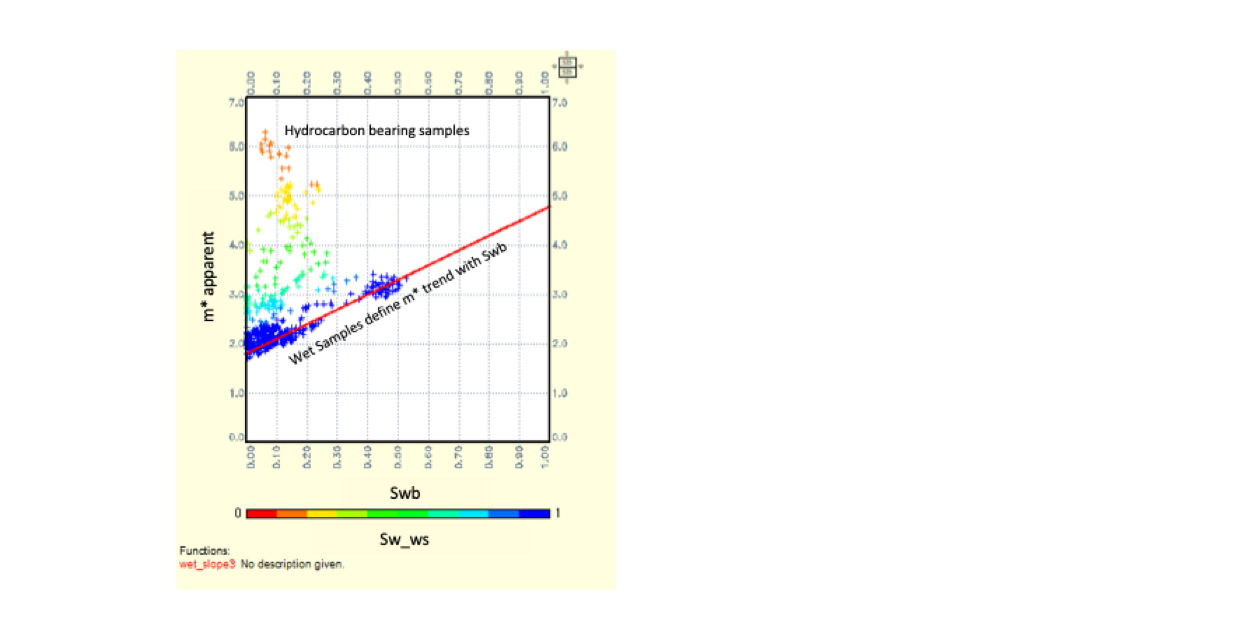 0.00 0.10 0.20 0.30 0.40 0.50 0.60 0.70 0.80 0.90 1.00
7.0 7.0
Hydrocarbon bearing samples
6.0 6.0
5.0 5.0
4.0 4.0
m* apparent
Wet Samples define m* trend with Swb
3.0 3.0
2.0 2.0
1.0 1.0
0.0 0.0
0.00 0.10 0.20 0.30 0.40 0.50 0.60 0.70 0.80 0.90 1.00
Swb
0 1
Sw_ws
Functions:
wet_slope3 No description given.